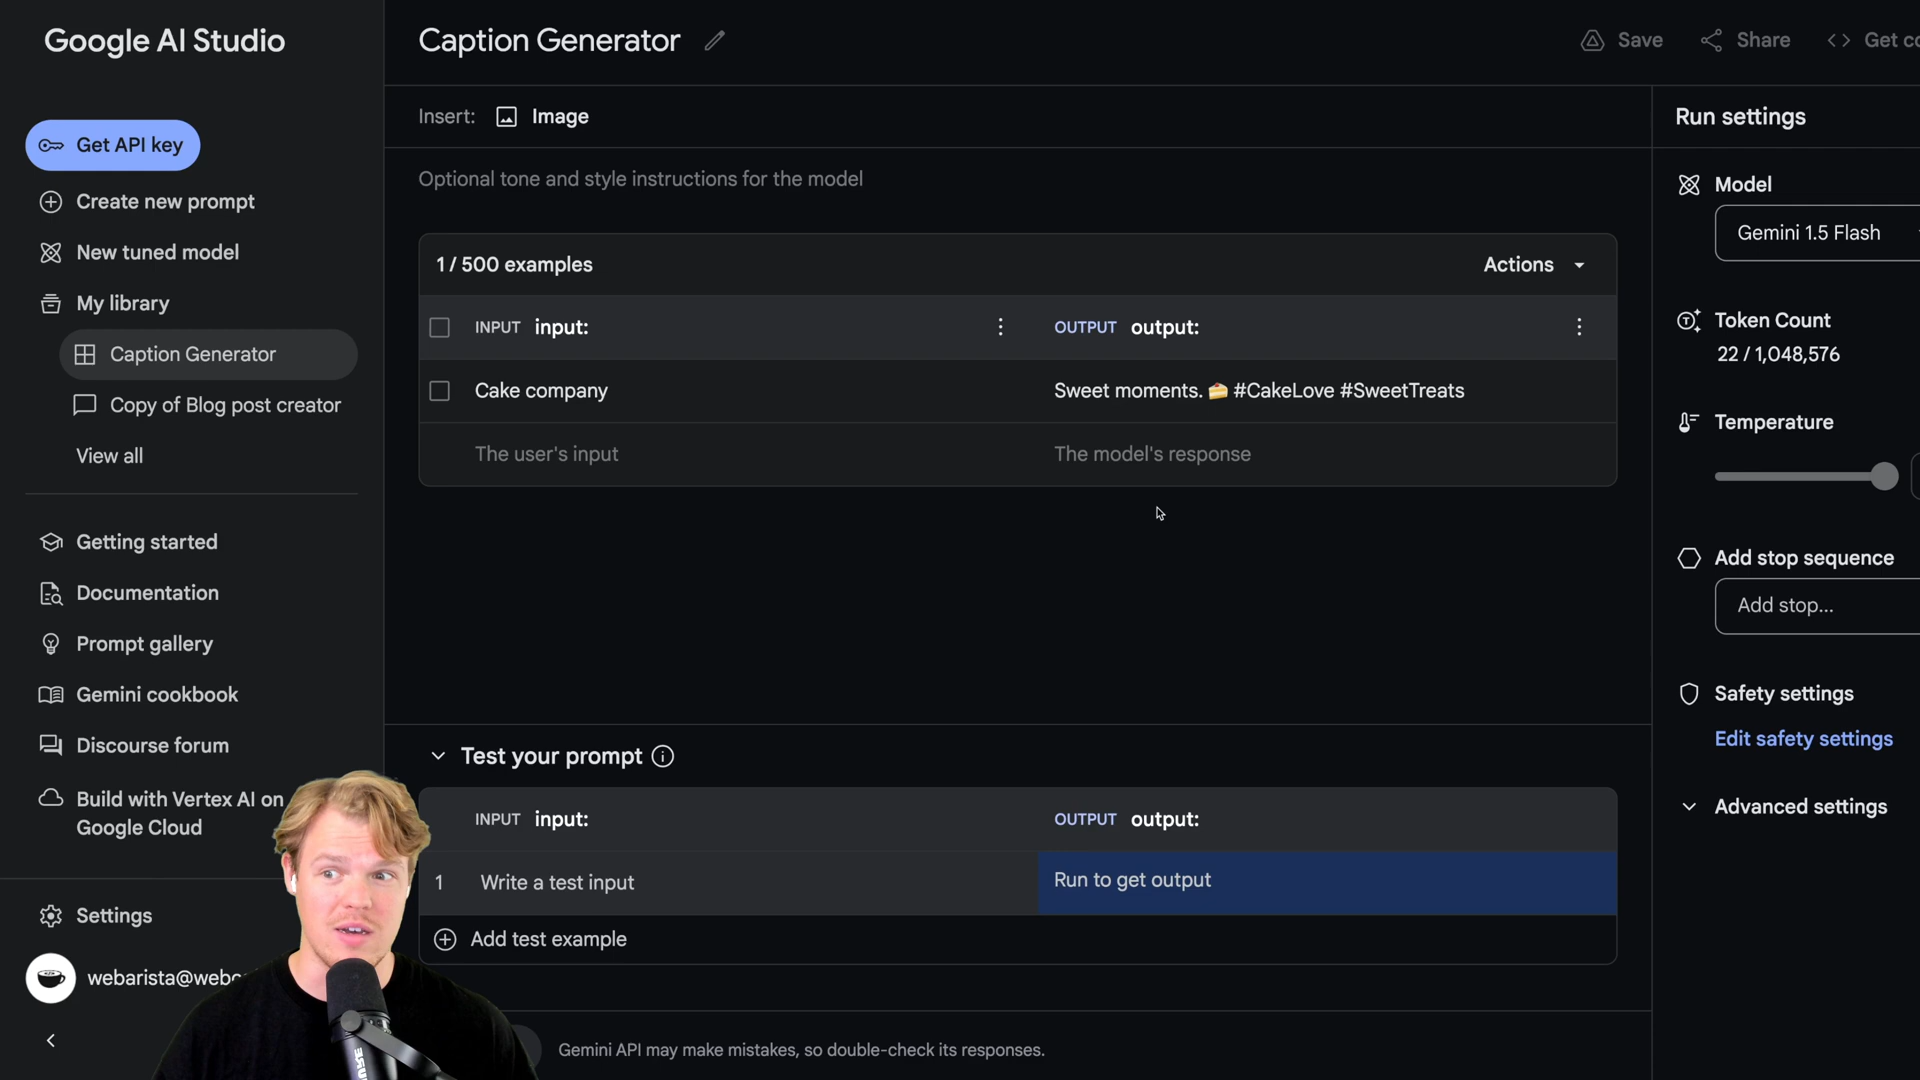 Google AI Studio
Get API key
Create new prompt
New tuned model
My library
Caption Generator
Copy of Blog post creator
View all
Getting started
Documentation
Prompt gallery
Gemini cookbook
Discourse forum
Build with Vertex AI on
Google Cloud
Settings
webarista@webc
Caption Generator
Save
Share
Get co
Insert:
Image
Optional tone and style instructions for the model
1 / 500 examples
Actions
INPUT input:
OUTPUT output:
Cake company
Sweet moments. 🍰 #CakeLove #SweetTreats
The user's input
The model's response
Test your prompt
INPUT input:
OUTPUT output:
1 Write a test input
Run to get output
Add test example
Gemini API may make mistakes, so double-check its responses.
Run settings
Model
Gemini 1.5 Flash
Token Count
22 / 1,048,576
Temperature
Add stop sequence
Add stop...
Safety settings
Edit safety settings
Advanced settings